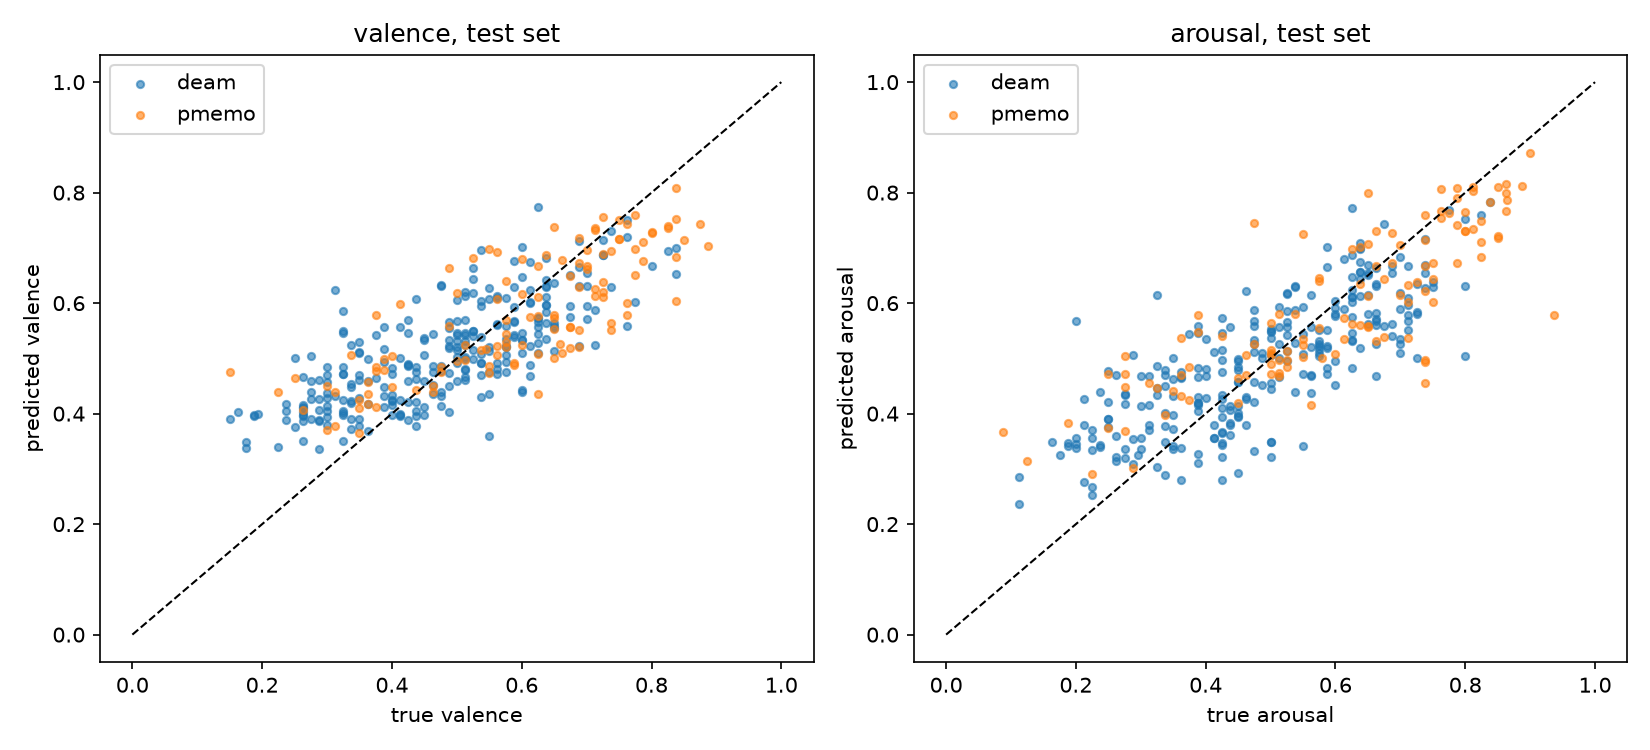 valence, test set
deam
pmemo
predicted valence
1.0
0.8
0.6
0.4
0.2
0.0
0.0 0.2 0.4 0.6 0.8 1.0
true valence
arousal, test set
deam
pmemo
predicted arousal
1.0
0.8
0.6
0.4
0.2
0.0
0.0 0.2 0.4 0.6 0.8 1.0
true arousal